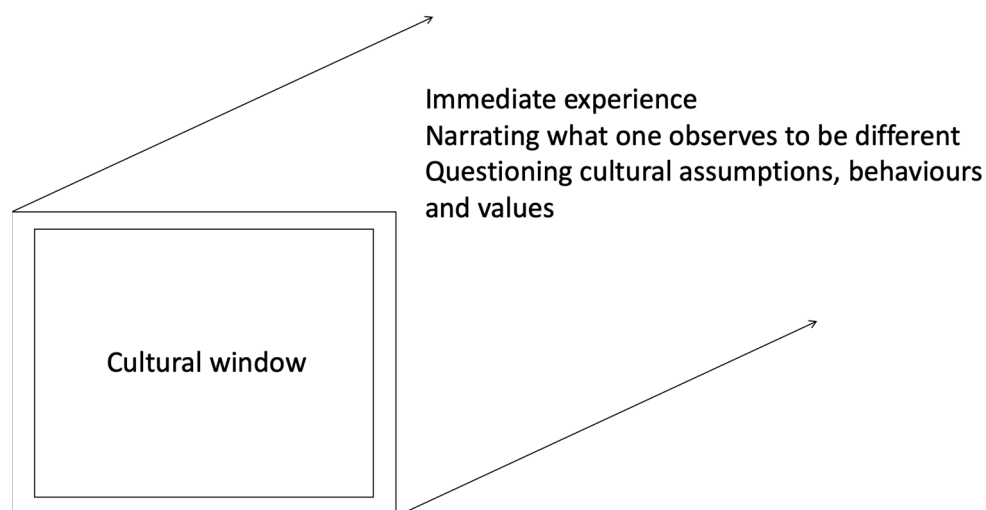 Immediate experience
Narrating what one observes to be different
Questioning cultural assumptions, behaviours
and values
Cultural window